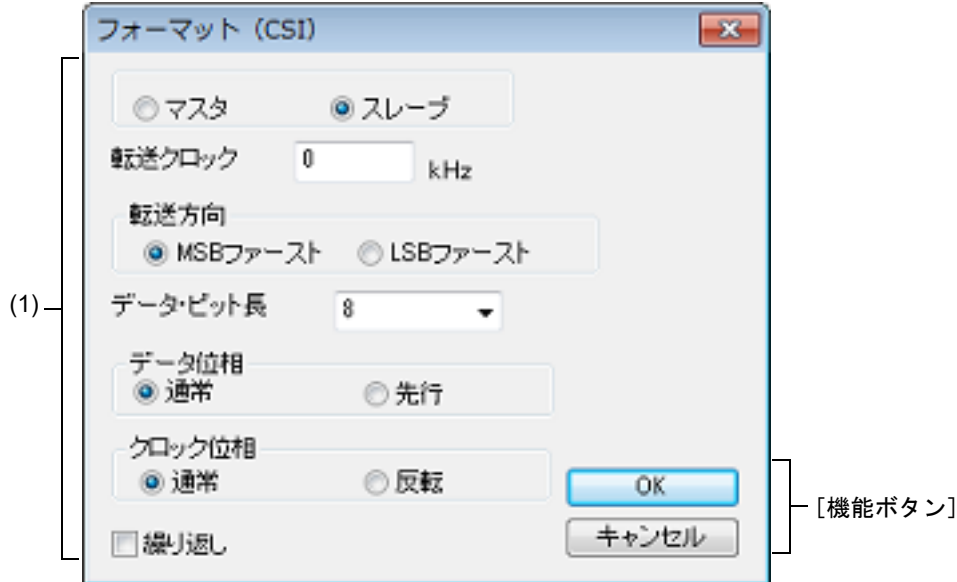 フォーマット（CSI）
マスタ スレーブ
転送クロック 0 kHz
転送方向
MSBファースト LSBファースト
(1)
データ・ビット長 8
データ位相
通常 先行
クロック位相
通常 反転
OK
［機能ボタン］
キャンセル
繰り返し